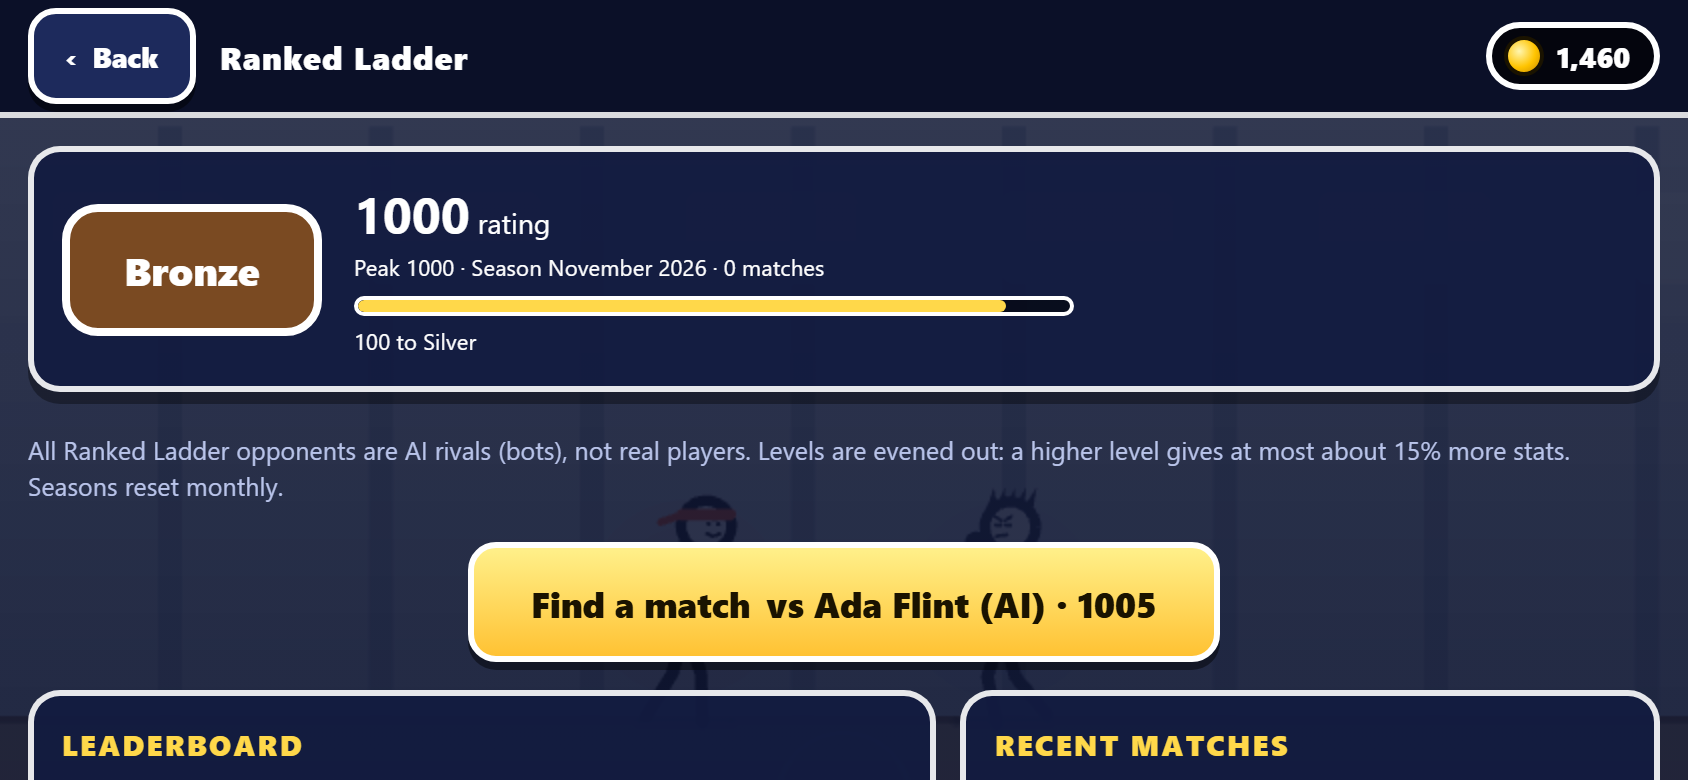 ‹ Back
Ranked Ladder
1,460
Bronze
1000 rating
Peak 1000 · Season November 2026 · 0 matches
100 to Silver
All Ranked Ladder opponents are AI rivals (bots), not real players. Levels are evened out: a higher level gives at most about 15% more stats.
Seasons reset monthly.
Find a match vs Ada Flint (AI) · 1005
LEADERBOARD
RECENT MATCHES